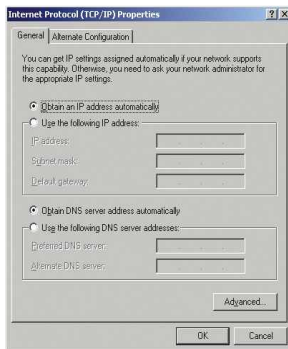 Internet Protocol (TCP/IP) Properties
General
Alternate Configuration
You can get IP settings assigned automatically if your network supports
this capability. Otherwise, you need to ask your network administrator for
the appropriate IP settings.
Obtain an IP address automatically
Use the following IP address:
IP address:
Subnet mask:
Default gateway:
Obtain DNS server address automatically
Use the following DNS server addresses:
Preferred DNS server:
Alternate DNS server:
Advanced...
OK
Cancel